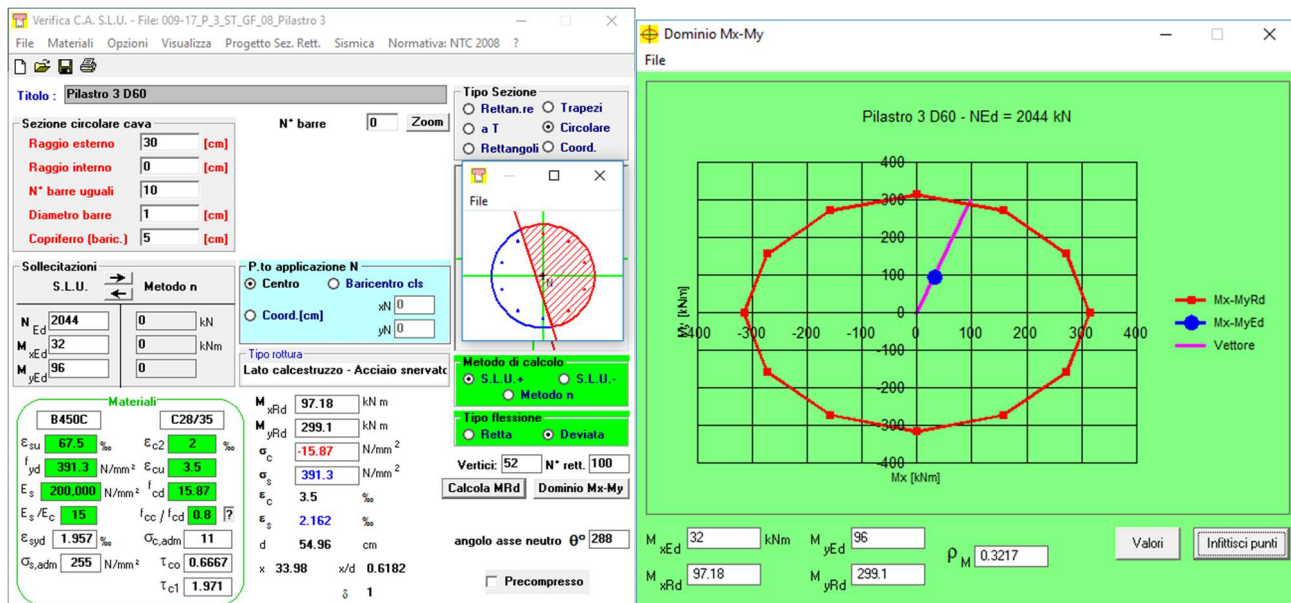 Verifica C.A. S.L.U. - File: 009-17_P_3_ST_GF_08_Pilastro 3
File Materiali Opzioni Visualizza Progetto Sez. Rett. Sismica Normativa: NTC 2008 ?
Titolo : Pilastro 3 D60
Sezione circolare cava
Raggio esterno 30 [cm]
Raggio interno 0 [cm]
N° barre uguali 10
Diametro barre 1 [cm]
Copriferro (baric.) 5 [cm]
N° barre 0 Zoom
Tipo Sezione
Rettan.re Trapezi
a T Circolare
Rettangoli Coord.
File
N
Sollecitazioni
S.L.U. Metodo n
N Ed 2044 0 kN
M xEd 32 0 kNm
M yEd 96 0
P.to applicazione N
Centro Baricentro cls
Coord.[cm] xN 0
yN 0
Tipo rottura
Lato calcestruzzo - Acciaio snervato
Metodo di calcolo
S.L.U.+ S.L.U.-
Metodo n
Tipo flessione
Retta Deviata
Materiali
B450C C28/35
εsu 67.5 ‰ εc2 2 ‰
fyd 391.3 N/mm² εcu 3.5
Es 200,000 N/mm² fcd 15.87
Es /Ec 15 fcc / fcd 0.8 ?
εsyd 1.957 ‰ σc,adm 11
σs,adm 255 N/mm² τco 0.6667
τc1 1.971
M xRd 97.18 kN m
M yRd 299.1 kN m
σc -15.87 N/mm²
σs 391.3 N/mm²
εc 3.5 ‰
εs 2.162 ‰
d 54.96 cm
x 33.98 x/d 0.6182
δ 1
Vertici: 52 N° rett. 100
Calcola MRd Dominio Mx-My
angolo asse neutro θ° 288
Precompresso
Dominio Mx-My
File
Pilastro 3 D60 - NEd = 2044 kN
400
300
200
100
0
-400 -300 -200 -100 0 100 200 300 400
-100
-200
-300
-400
My [kNm]
Mx [kNm]
Mx-MyRd
Mx-MyEd
Vettore
M xEd 32 kNm M yEd 96
M xRd 97.18 M yRd 299.1
ρ M 0.3217
Valori Infittisci punti